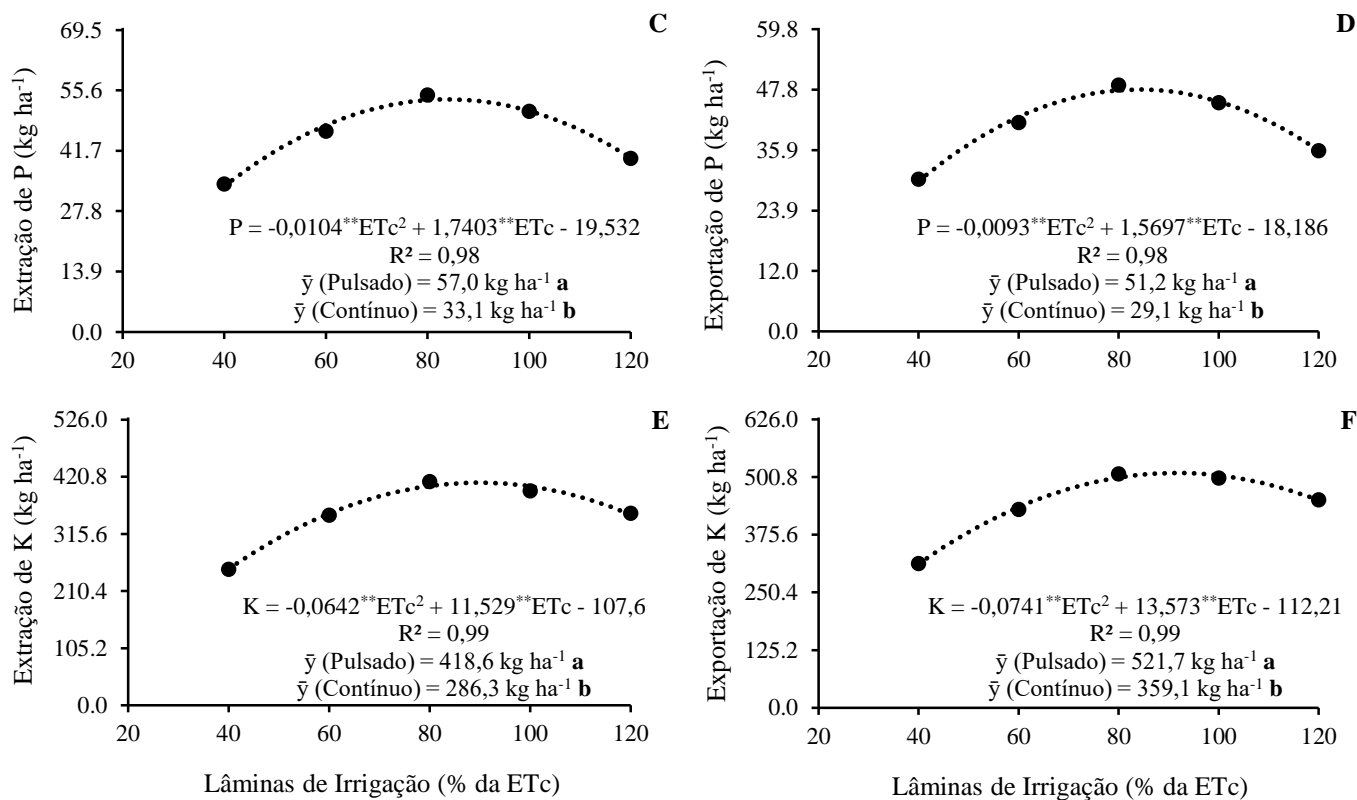 C
69.5
55.6
41.7
27.8
13.9
0.0
Extração de P (kg ha⁻¹)
P = -0,0104**ETc² + 1,7403**ETc - 19,532
R² = 0,98
ȳ (Pulsado) = 57,0 kg ha⁻¹ a
ȳ (Contínuo) = 33,1 kg ha⁻¹ b
20 40 60 80 100 120
D
59.8
47.8
35.9
23.9
12.0
0.0
Exportação de P (kg ha⁻¹)
P = -0,0093**ETc² + 1,5697**ETc - 18,186
R² = 0,98
ȳ (Pulsado) = 51,2 kg ha⁻¹ a
ȳ (Contínuo) = 29,1 kg ha⁻¹ b
20 40 60 80 100 120
E
526.0
420.8
315.6
210.4
105.2
0.0
Extração de K (kg ha⁻¹)
K = -0,0642**ETc² + 11,529**ETc - 107,6
R² = 0,99
ȳ (Pulsado) = 418,6 kg ha⁻¹ a
ȳ (Contínuo) = 286,3 kg ha⁻¹ b
20 40 60 80 100 120
Lâminas de Irrigação (% da ETc)
F
626.0
500.8
375.6
250.4
125.2
0.0
Exportação de K (kg ha⁻¹)
K = -0,0741**ETc² + 13,573**ETc - 112,21
R² = 0,99
ȳ (Pulsado) = 521,7 kg ha⁻¹ a
ȳ (Contínuo) = 359,1 kg ha⁻¹ b
20 40 60 80 100 120
Lâminas de Irrigação (% da ETc)